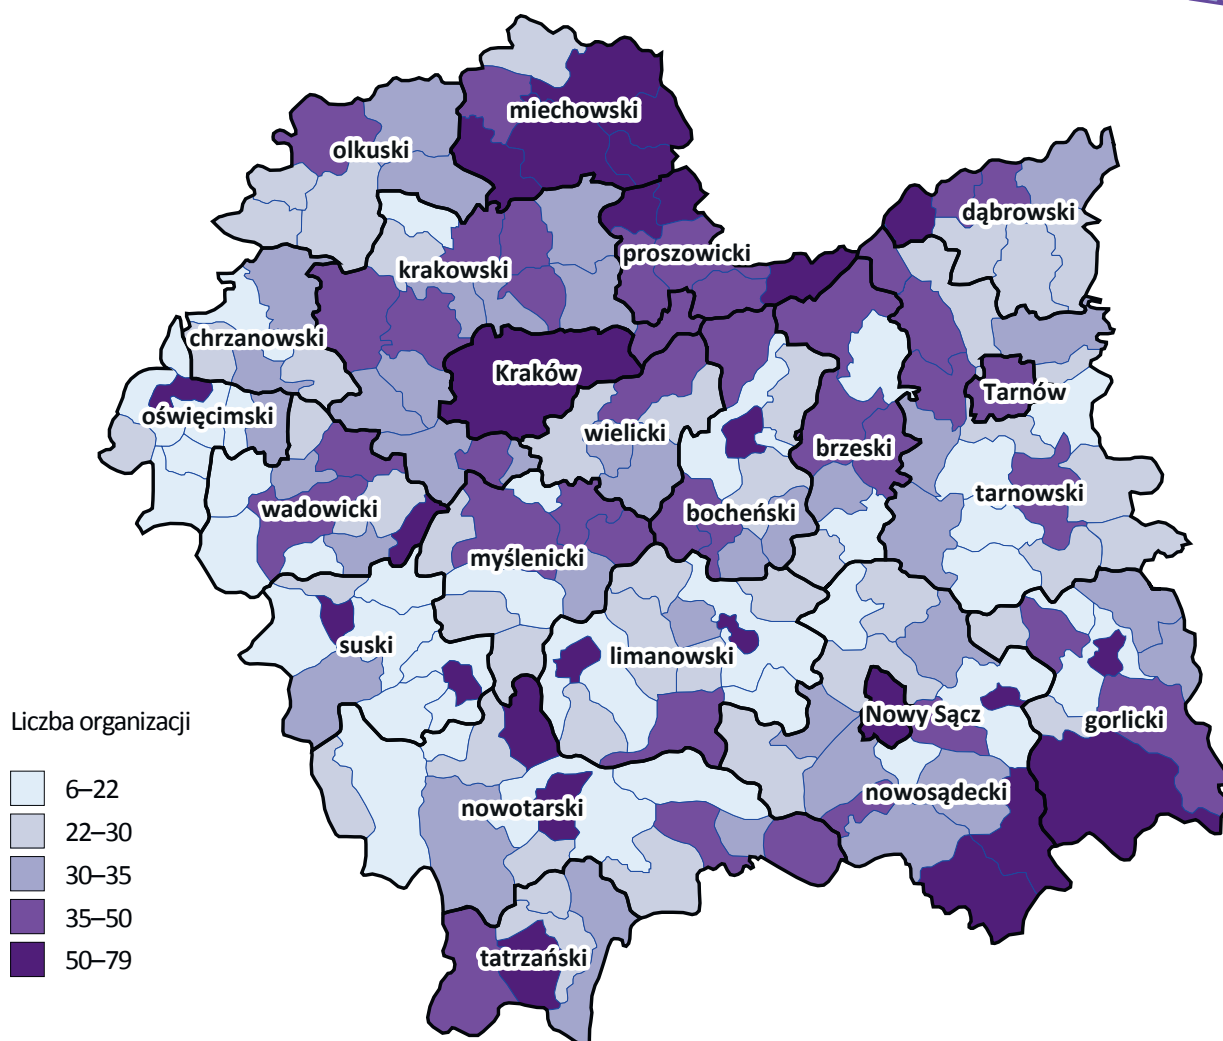 miechowski
olkuski
dąbrowski
proszowicki
krakowski
chrzanowski
Kraków
Tarnów
oświęcimski
wielicki
brzeski
tarnowski
wadowicki
bocheński
myślenicki
suski
limanowski
Nowy Sącz
gorlicki
nowosądecki
nowotarski
tatrzański
Liczba organizacji
6–22
22–30
30–35
35–50
50–79